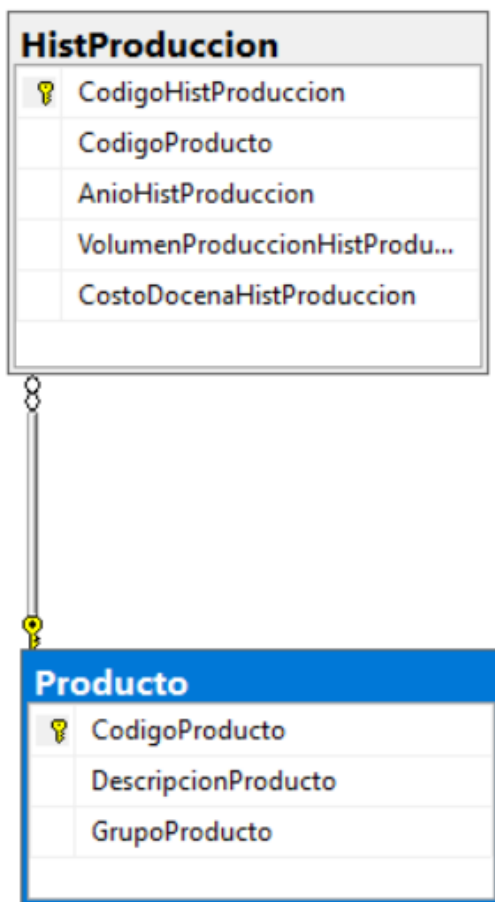 HistProduccion
CodigoHistProduccion
CodigoProducto
AnioHistProduccion
VolumenProduccionHistProdu...
CostoDocenaHistProduccion
Producto
CodigoProducto
DescripcionProducto
GrupoProducto